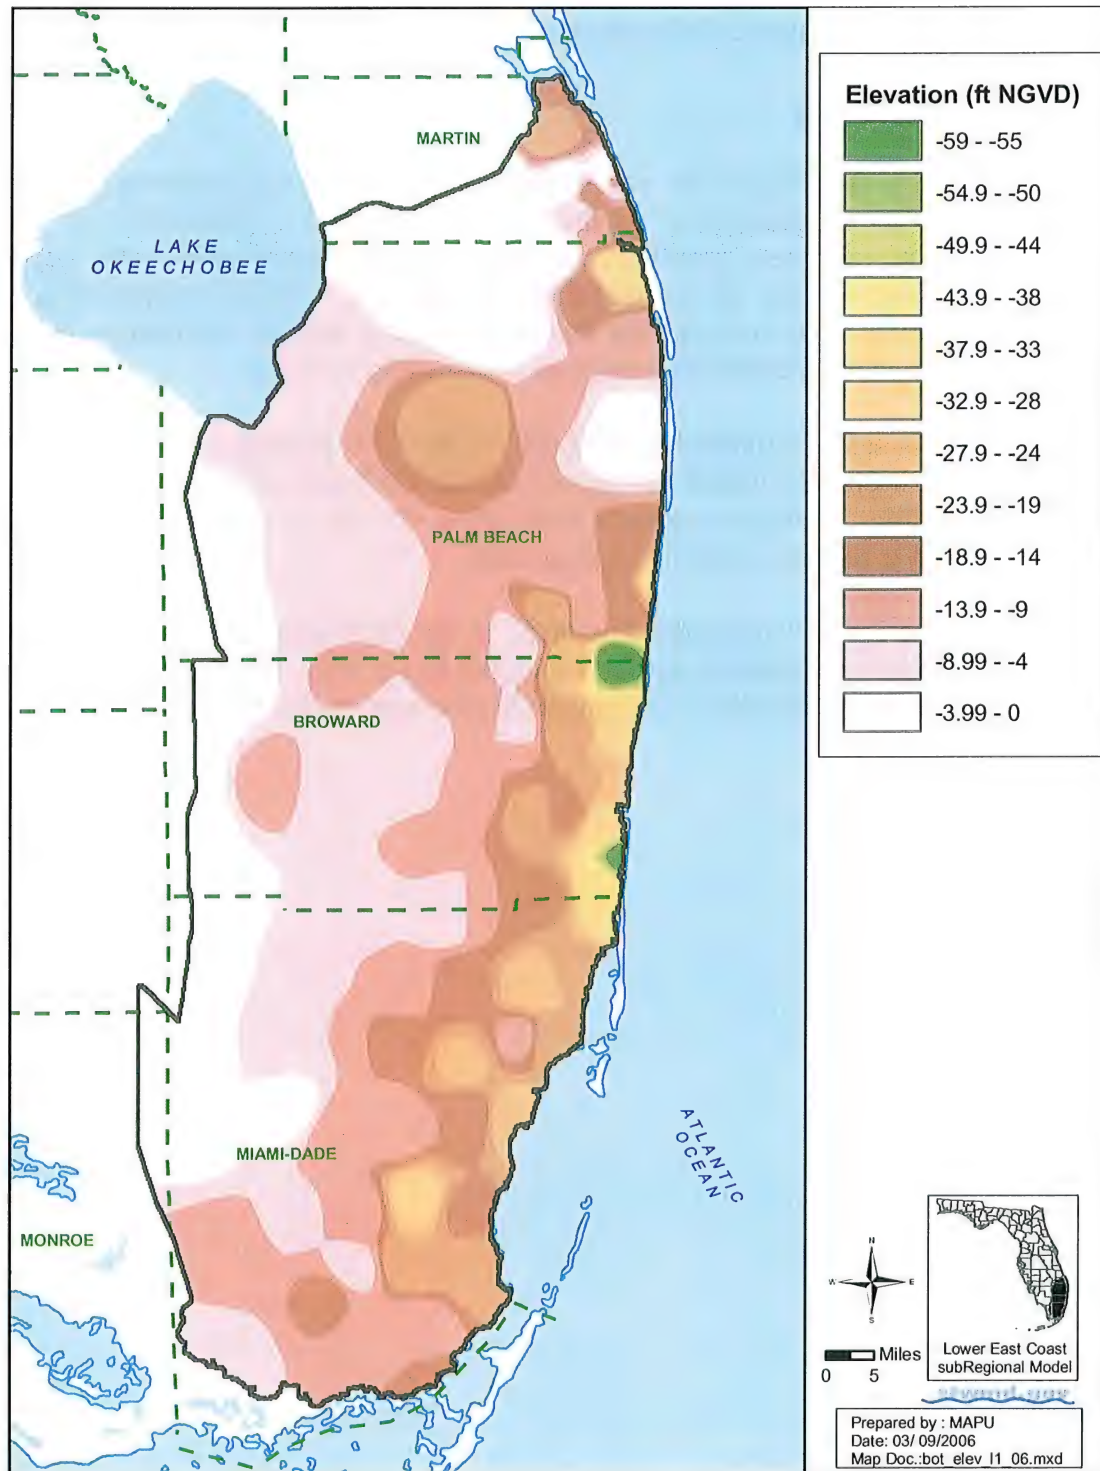 MARTIN
LAKE
OKEECHOBEE
PALM BEACH
BROWARD
MIAMI-DADE
MONROE
ATLANTIC
OCEAN
Elevation (ft NGVD)
-59 - -55
-54.9 - -50
-49.9 - -44
-43.9 - -38
-37.9 - -33
-32.9 - -28
-27.9 - -24
-23.9 - -19
-18.9 - -14
-13.9 - -9
-8.99 - -4
-3.99 - 0
N
W E
S
Miles
0 5
Lower East Coast
subRegional Model
Prepared by : MAPU
Date: 03/ 09/2006
Map Doc.:bot_elev_l1_06.mxd